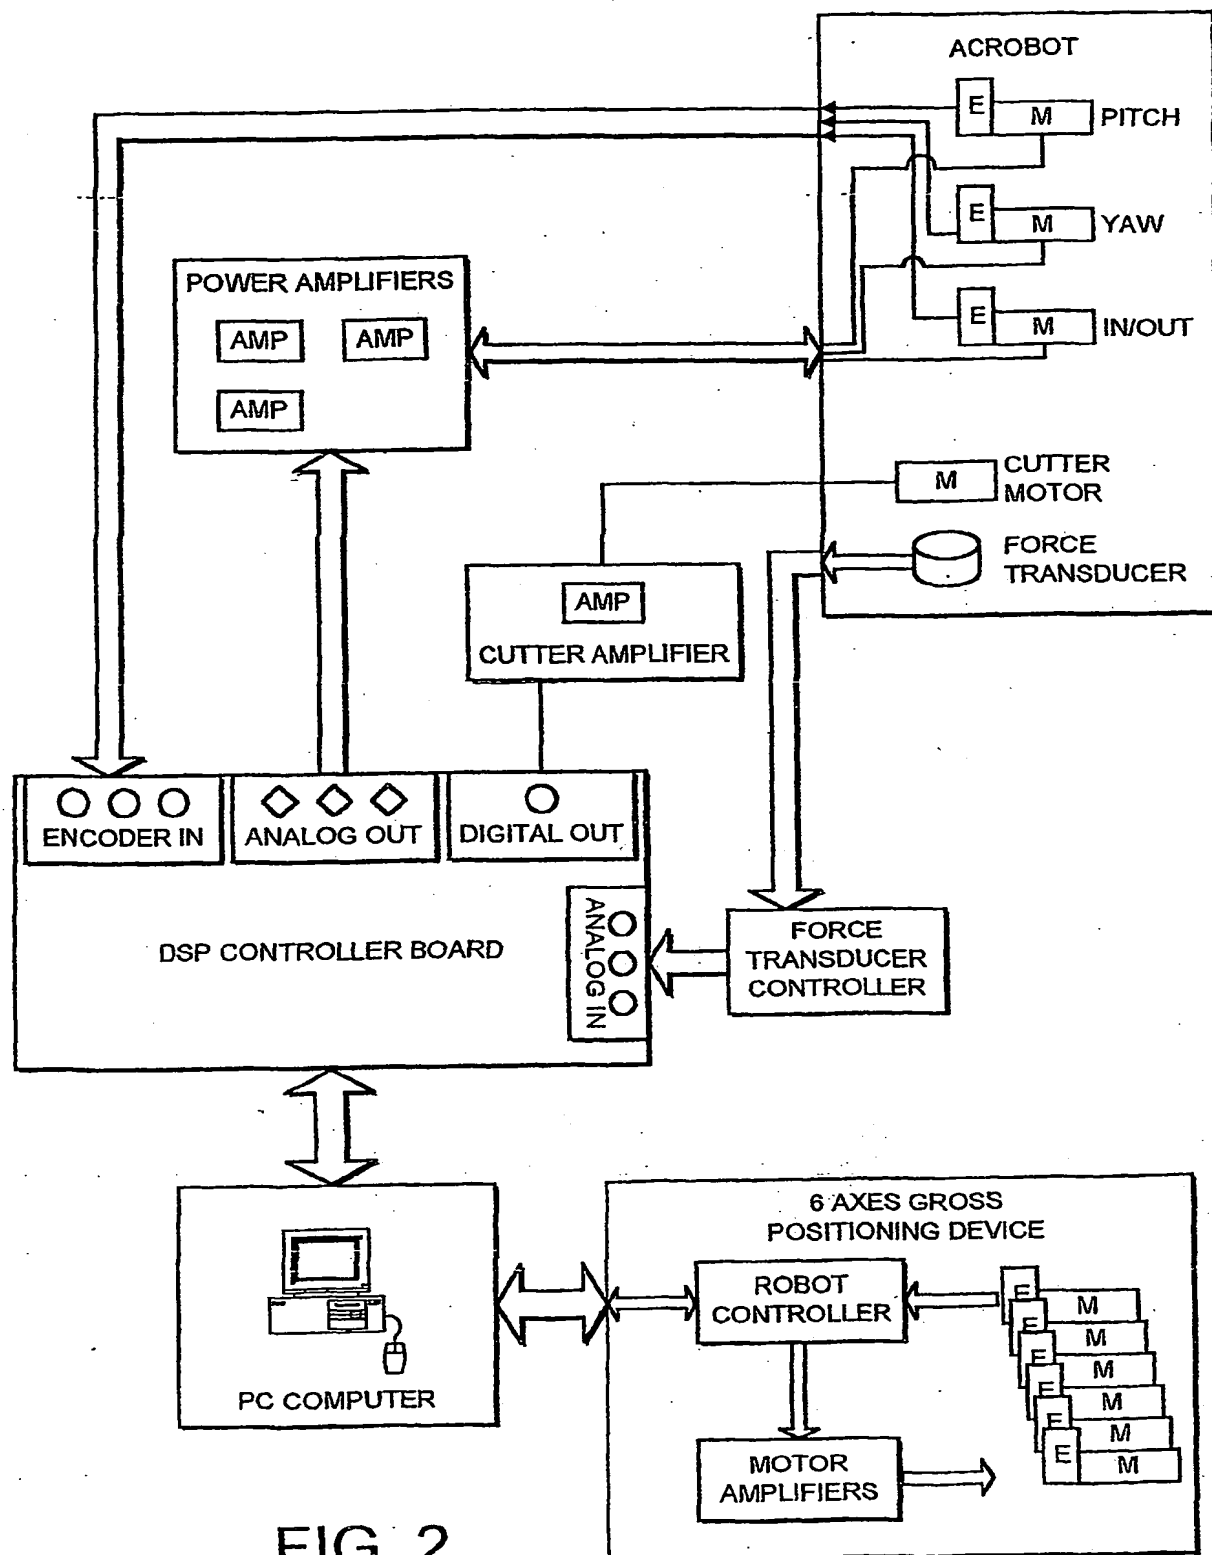 ACROBOT
E
M
PITCH
E
M
YAW
E
M
IN/OUT
POWER AMPLIFIERS
AMP
AMP
AMP
M
CUTTER
MOTOR
FORCE
TRANSDUCER
AMP
CUTTER AMPLIFIER
ENCODER IN
ANALOG OUT
DIGITAL OUT
ANALOG IN
DSP CONTROLLER BOARD
FORCE
TRANSDUCER
CONTROLLER
6 AXES GROSS
POSITIONING DEVICE
ROBOT
CONTROLLER
E
M
E
M
E
M
E
M
E
M
E
M
PC COMPUTER
MOTOR
AMPLIFIERS
FIG. 2